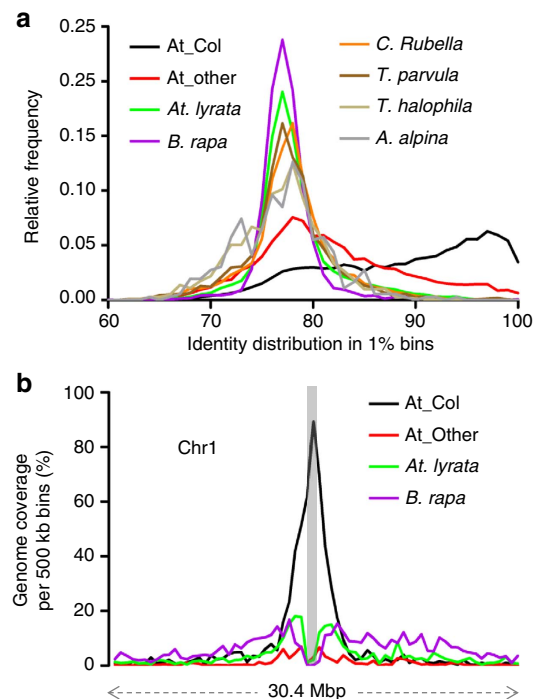 a
Relative frequency
0.25
0.25
0.15
0.10
0.05
0.00
At_Col
At_other
At. lyrata
B. rapa
C. Rubella
T. parvula
T. halophila
A. alpina
60 70 80 90 100
Identity distribution in 1% bins
b
Genome coverage
per 500 kb bins (%)
100
80
60
40
20
0
Chr1
At_Col
At_Other
At. lyrata
B. rapa
30.4 Mbp